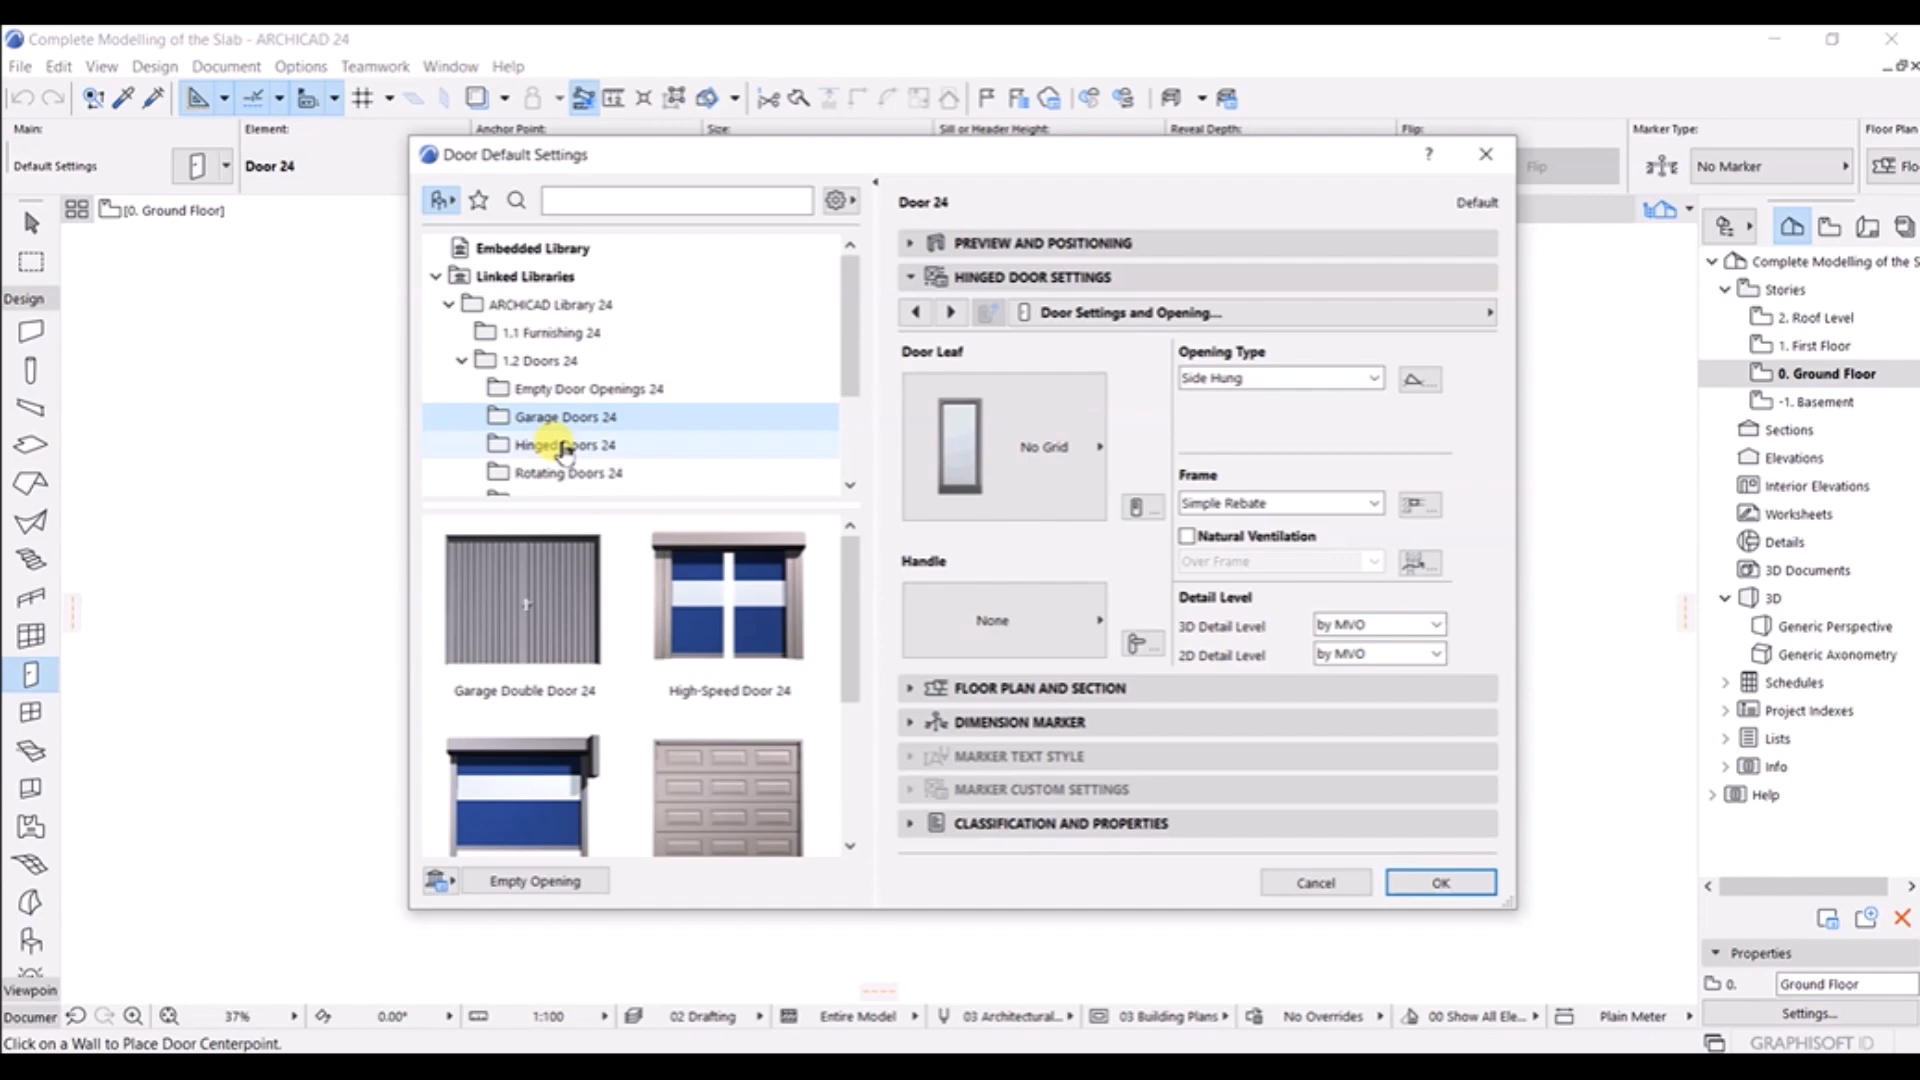 Complete Modelling of the Slab - ARCHICAD 24
File Edit View Design Document Options Teamwork Window Help
Main: Element: Anchor Point: Size: Sill or Header Height: Reveal Depth: Flip: Marker Type: Floor Plan
Default Settings Door 24 Flip No Marker Flo
[0. Ground Floor]
Design
Viewpoin
Documer
Door Default Settings ?
Embedded Library
Linked Libraries
ARCHICAD Library 24
1.1 Furnishing 24
1.2 Doors 24
Empty Door Openings 24
Garage Doors 24
Hinged Doors 24
Rotating Doors 24
Garage Double Door 24 High-Speed Door 24
Empty Opening
Door 24 Default
PREVIEW AND POSITIONING
HINGED DOOR SETTINGS
Door Settings and Opening...
Door Leaf
No Grid
Handle
None
Opening Type
Side Hung
Frame
Simple Rebate
Natural Ventilation
Over Frame
Detail Level
3D Detail Level by MVO
2D Detail Level by MVO
FLOOR PLAN AND SECTION
DIMENSION MARKER
MARKER TEXT STYLE
MARKER CUSTOM SETTINGS
CLASSIFICATION AND PROPERTIES
Cancel OK
Complete Modelling of the S
Stories
2. Roof Level
1. First Floor
0. Ground Floor
-1. Basement
Sections
Elevations
Interior Elevations
Worksheets
Details
3D Documents
3D
Generic Perspective
Generic Axonometry
Schedules
Project Indexes
Lists
Info
Help
Properties
0. Ground Floor
Settings...
37% 0.00° 1:100 02 Drafting Entire Model 03 Architectural... 03 Building Plans No Overrides 00 Show All Ele... Plain Meter
Click on a Wall to Place Door Centerpoint.
GRAPHISOFT ID